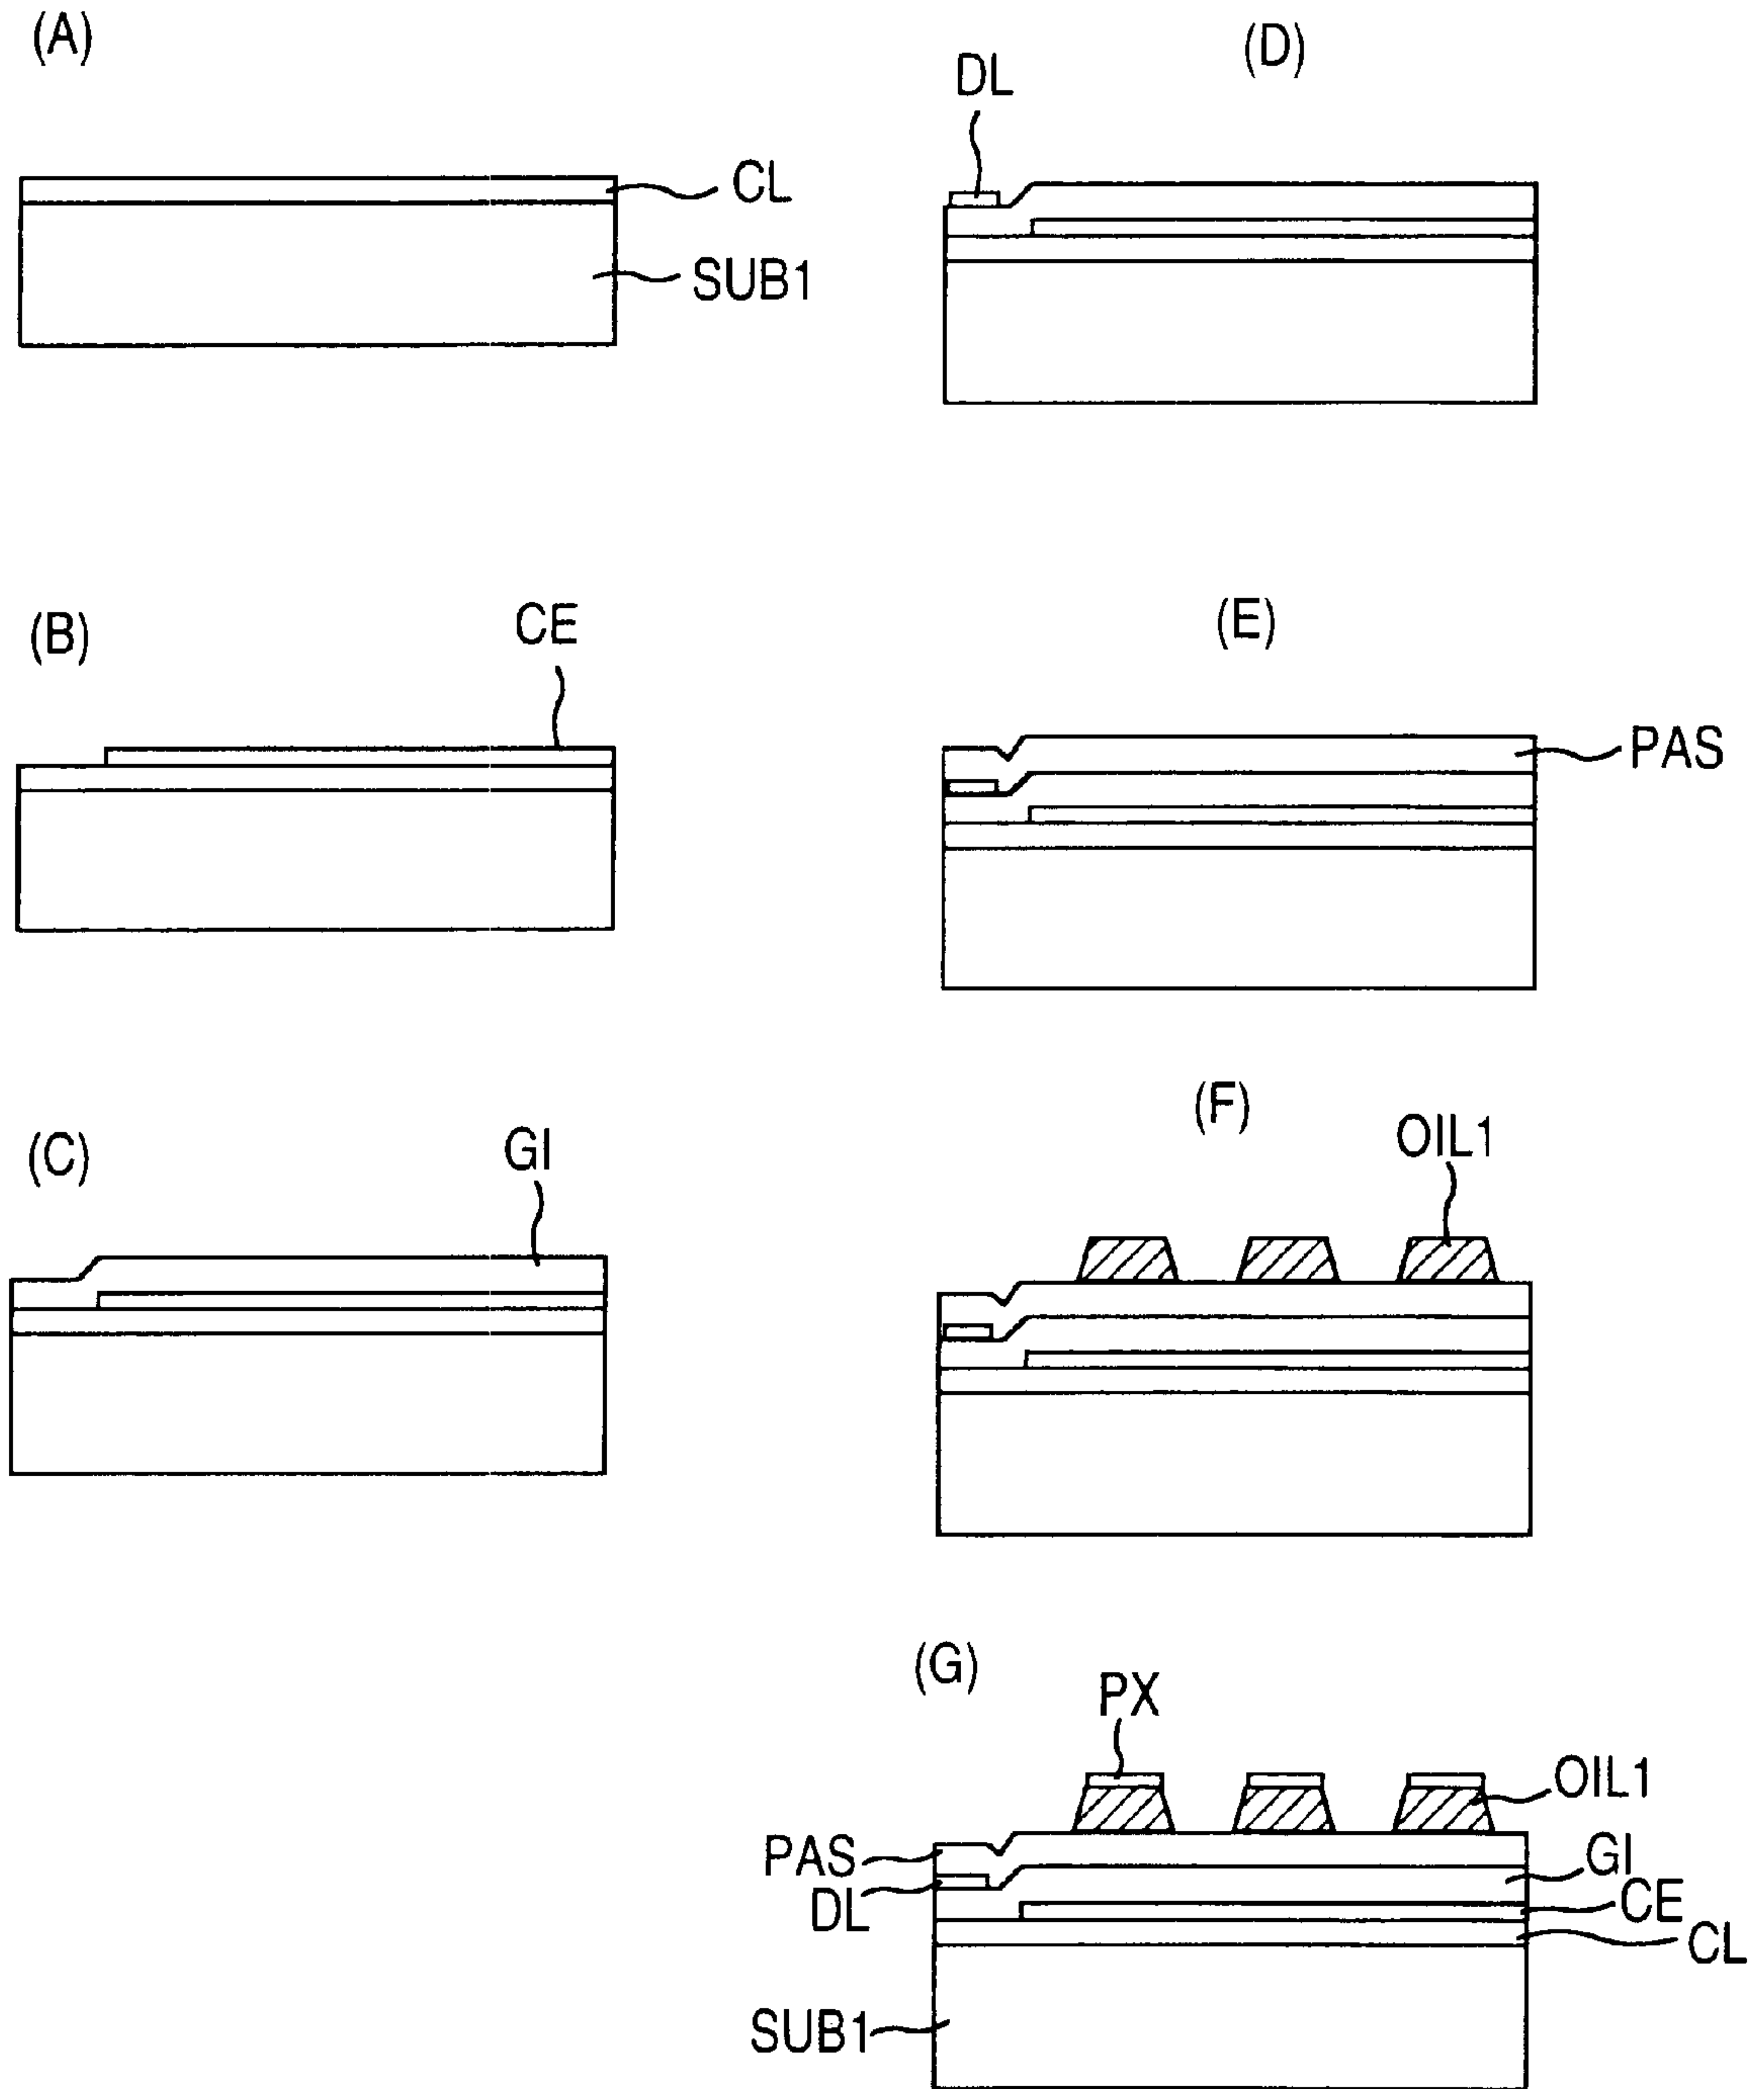 (A)
CL
SUB1
(B)
CE
(C)
GI
(D)
DL
(E)
PAS
(F)
OIL1
(G)
PX
OIL1
PAS
GI
DL
CE
CL
SUB1